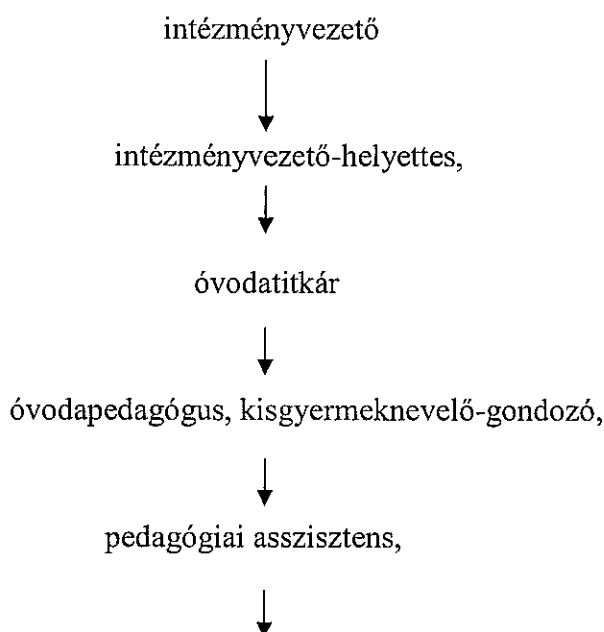 intézményvezető
intézményvezető-helyettes,
óvodatitkár
óvodapedagógus, kisgyermeknevelő-gondozó,
pedagógiai asszisztens,